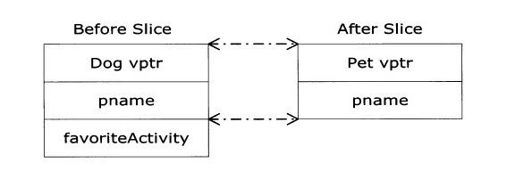 Before Slice
After Slice
Dog vptr
Pet vptr
pname
pname
favoriteActivity